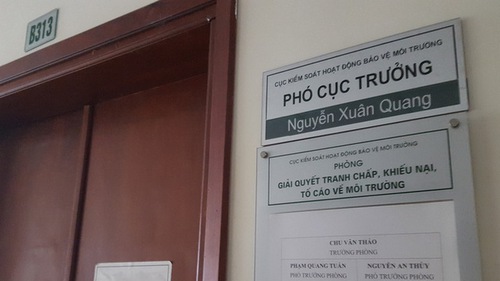 B313
CỤC KIỂM SOÁT HOẠT ĐỘNG BẢO VỆ MÔI TRƯỜNG
PHÓ CỤC TRƯỞNG
Nguyễn Xuân Quang
CỤC KIỂM SOÁT HOẠT ĐỘNG BẢO VỆ MÔI TRƯỜNG
PHÒNG
GIẢI QUYẾT TRANH CHẤP, KHIẾU NẠI,
TỐ CÁO VỀ MÔI TRƯỜNG
CHU VĂN THẢO
TRƯỞNG PHÒNG
PHẠM QUANG TUẤN NGUYỄN AN THỦY
PHÓ TRƯỞNG PHÒNG PHÓ TRƯỞNG PHÒNG